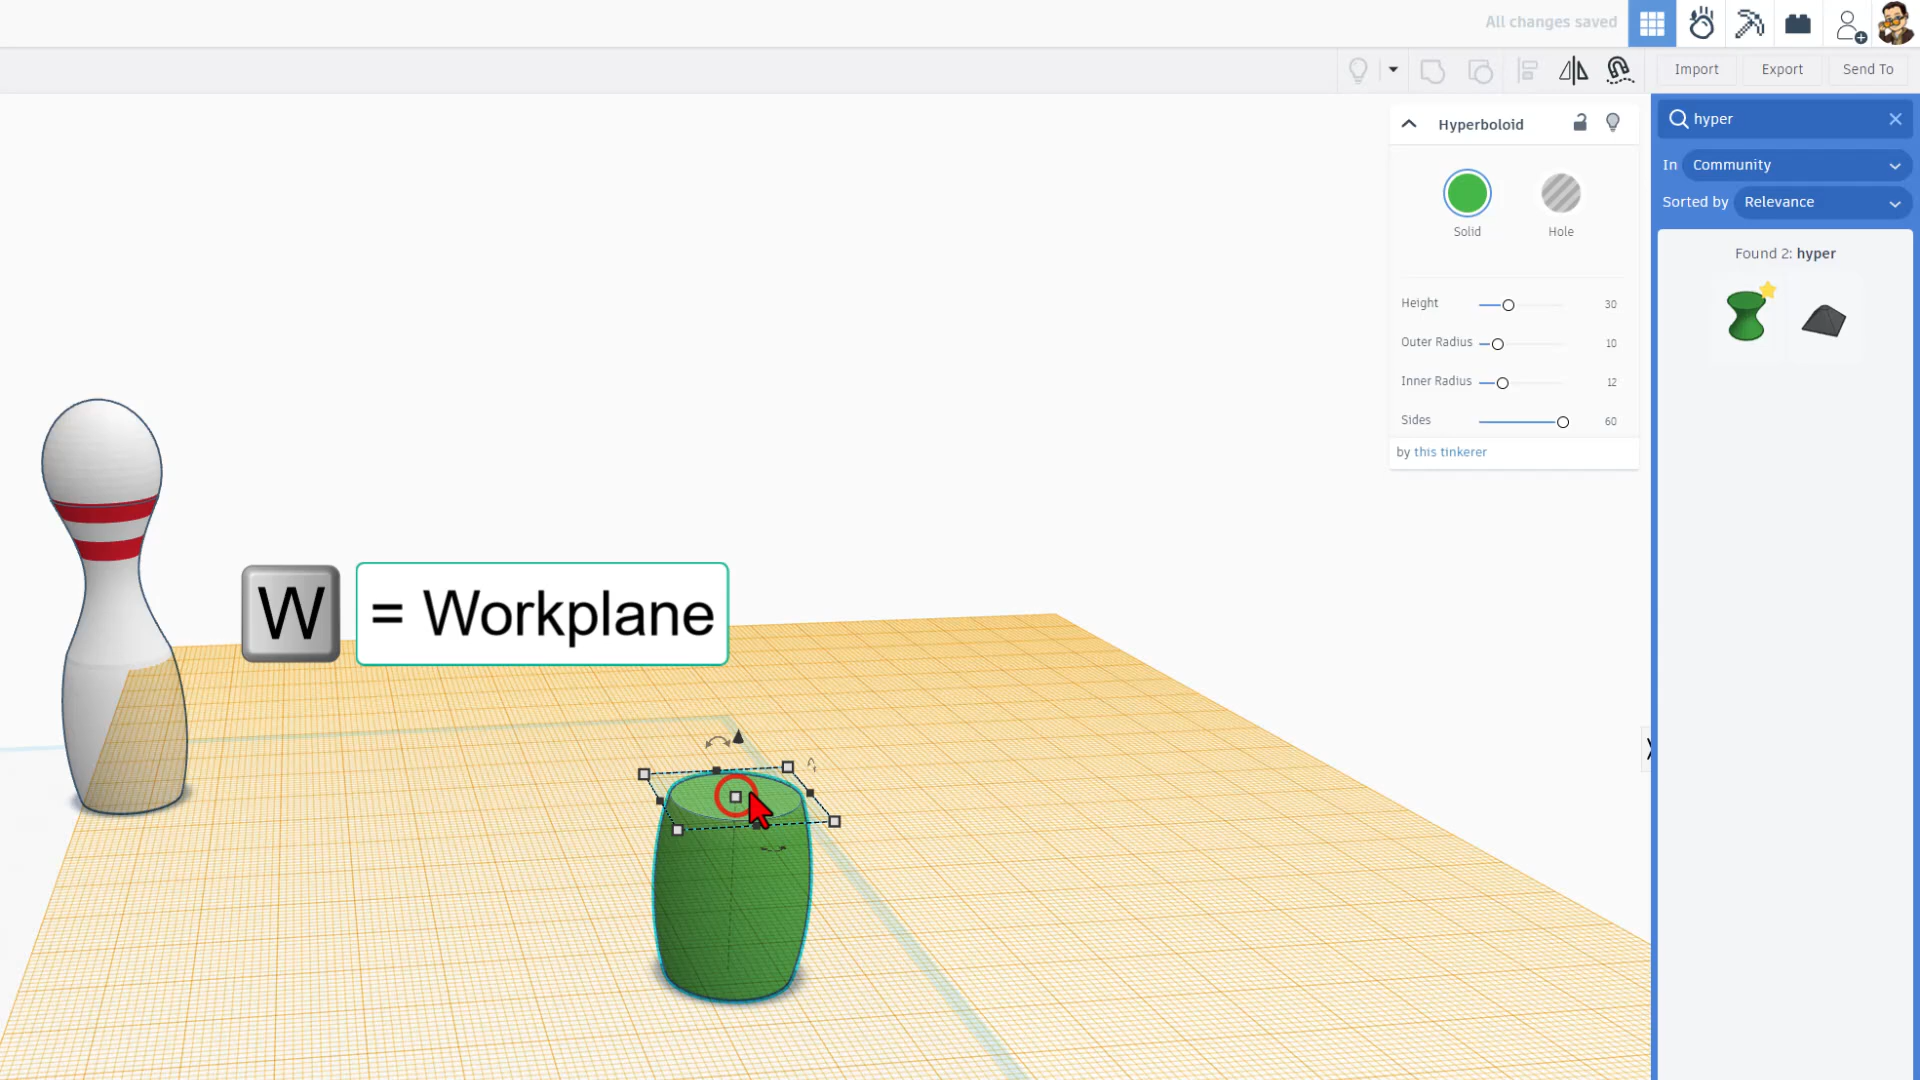 All changes saved
Import
Export
Send To
Hyperboloid
Solid
Hole
Height 30
Outer Radius 10
Inner Radius 12
Sides 60
by this tinkerer
hyper
In Community
Sorted by Relevance
Found 2: hyper
W = Workplane